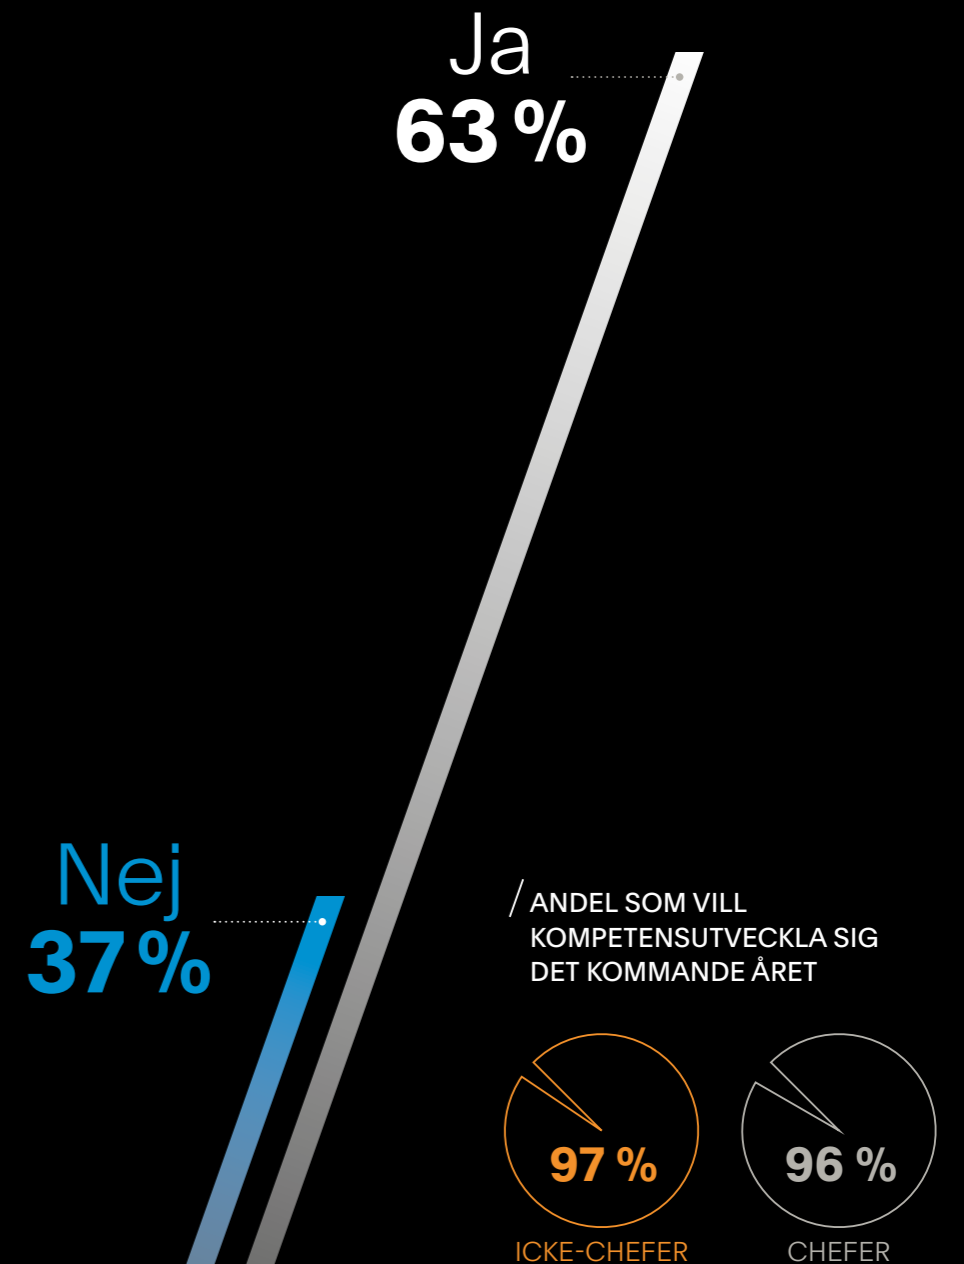 Ja
63 %
Nej
37 %
ANDEL SOM VILL
KOMPETENSUTVECKLA SIG
DET KOMMANDE ÅRET
97 %
96 %
ICKE-CHEFER
CHEFER